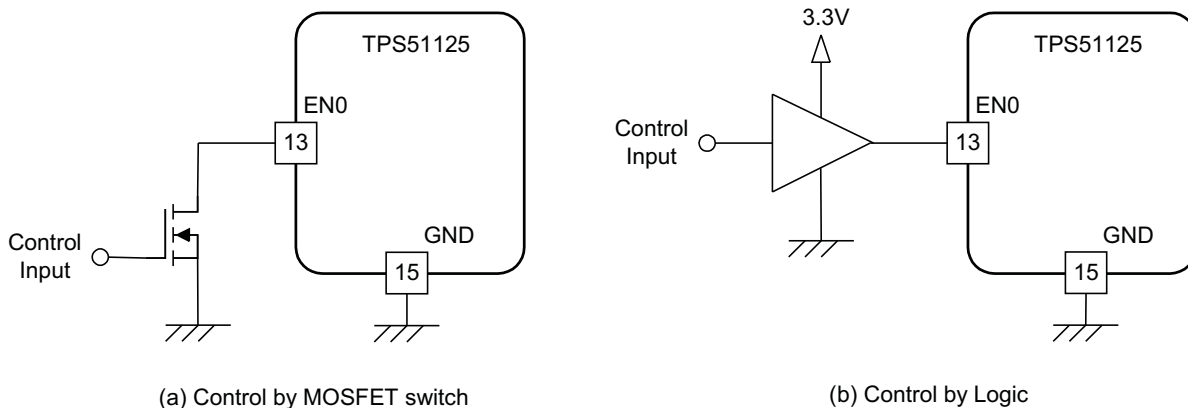 TPS51125
EN0
13
Control
Input
GND
15
(a) Control by MOSFET switch
3.3V
TPS51125
EN0
13
Control
Input
GND
15
(b) Control by Logic